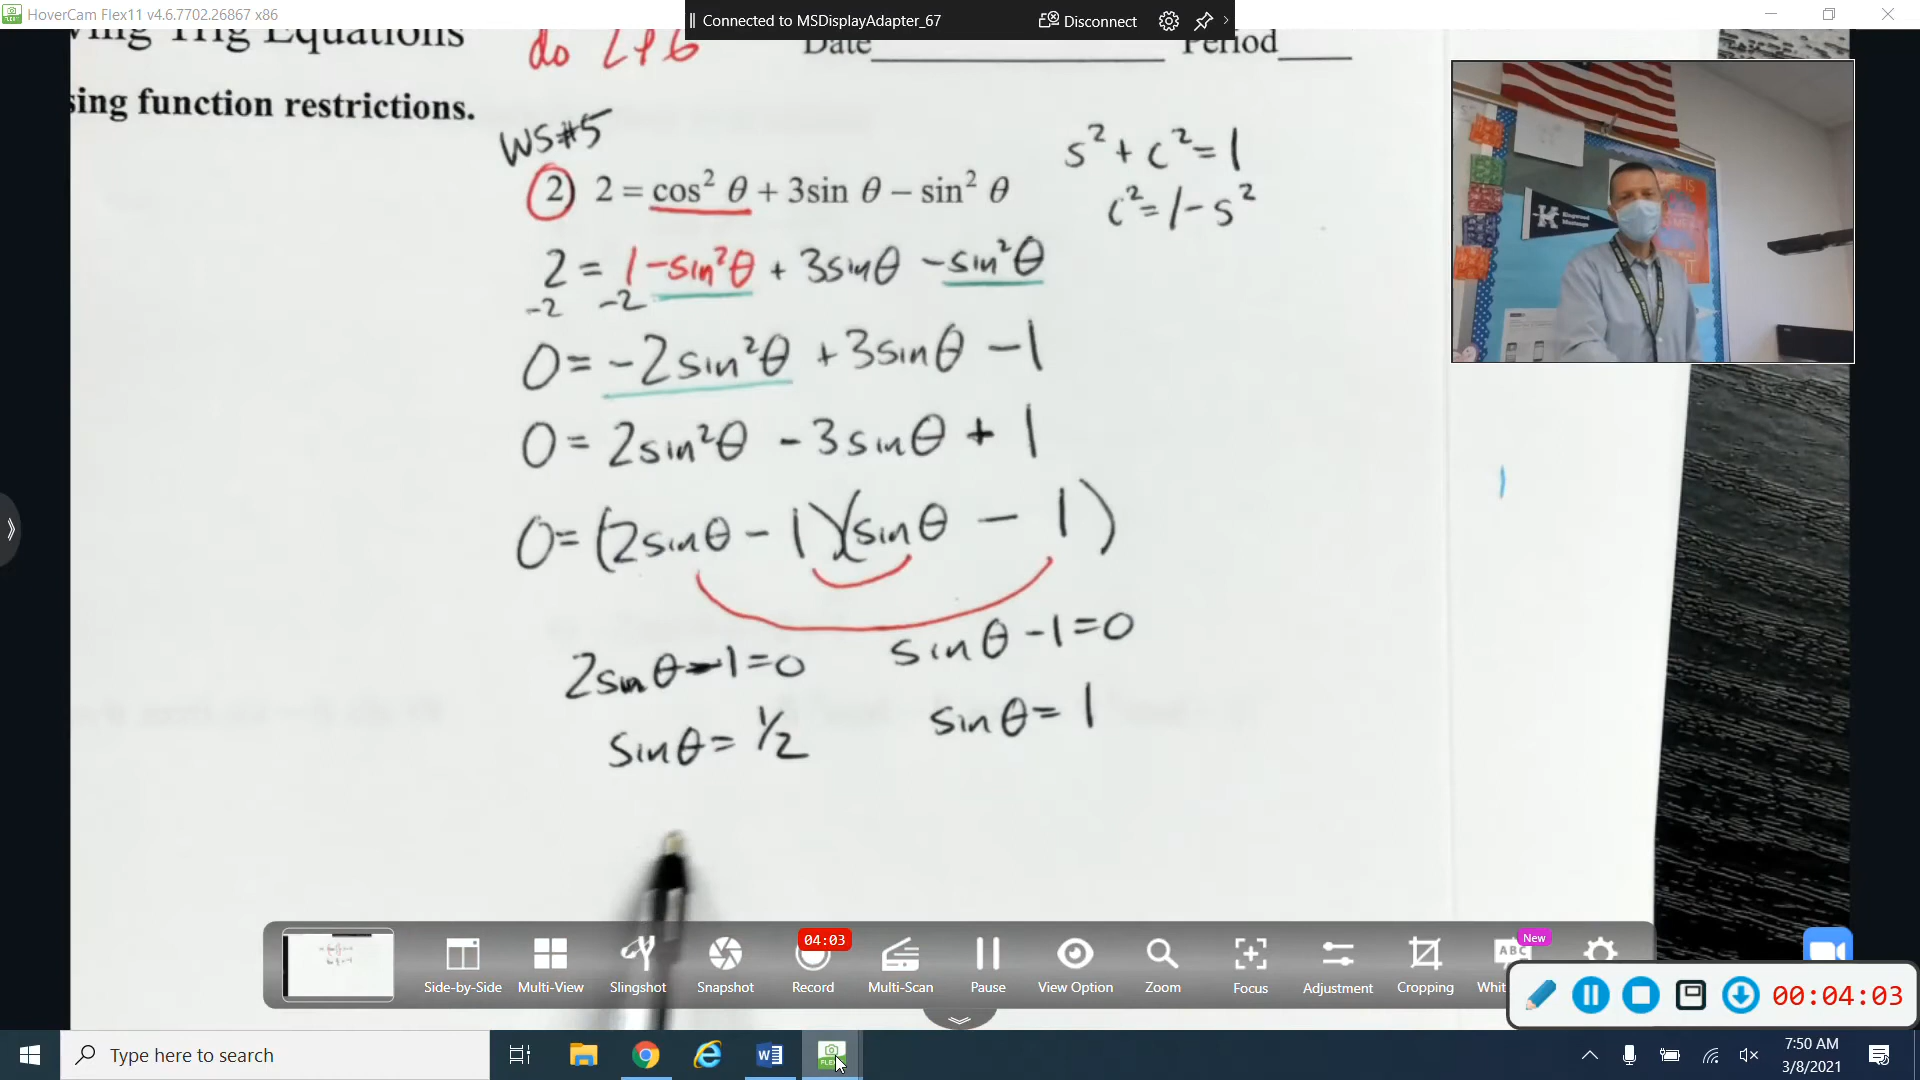 HoverCam Flex11 v4.6.7702.26867 x86
Connected to MSDisplayAdapter_67 Disconnect
ving Trig Equations do LPG Date Period
sing function restrictions.
WS#5
2) 2 = cos² θ + 3sin θ − sin² θ
s² + c² = 1
c² = 1 - s²
2 = 1 - sin²θ + 3sinθ - sin²θ
-2 -2
0 = -2sin²θ + 3sinθ - 1
0 = 2sin²θ - 3sinθ + 1
0 = (2sinθ - 1)(sinθ - 1)
2sinθ - 1 = 0 sinθ - 1 = 0
sinθ = 1/2 sinθ = 1
04:03
New
ABC
Side-by-Side Multi-View Slingshot Snapshot Record Multi-Scan Pause View Option Zoom Focus Adjustment Cropping Whit
00:04:03
Type here to search
7:50 AM
3/8/2021